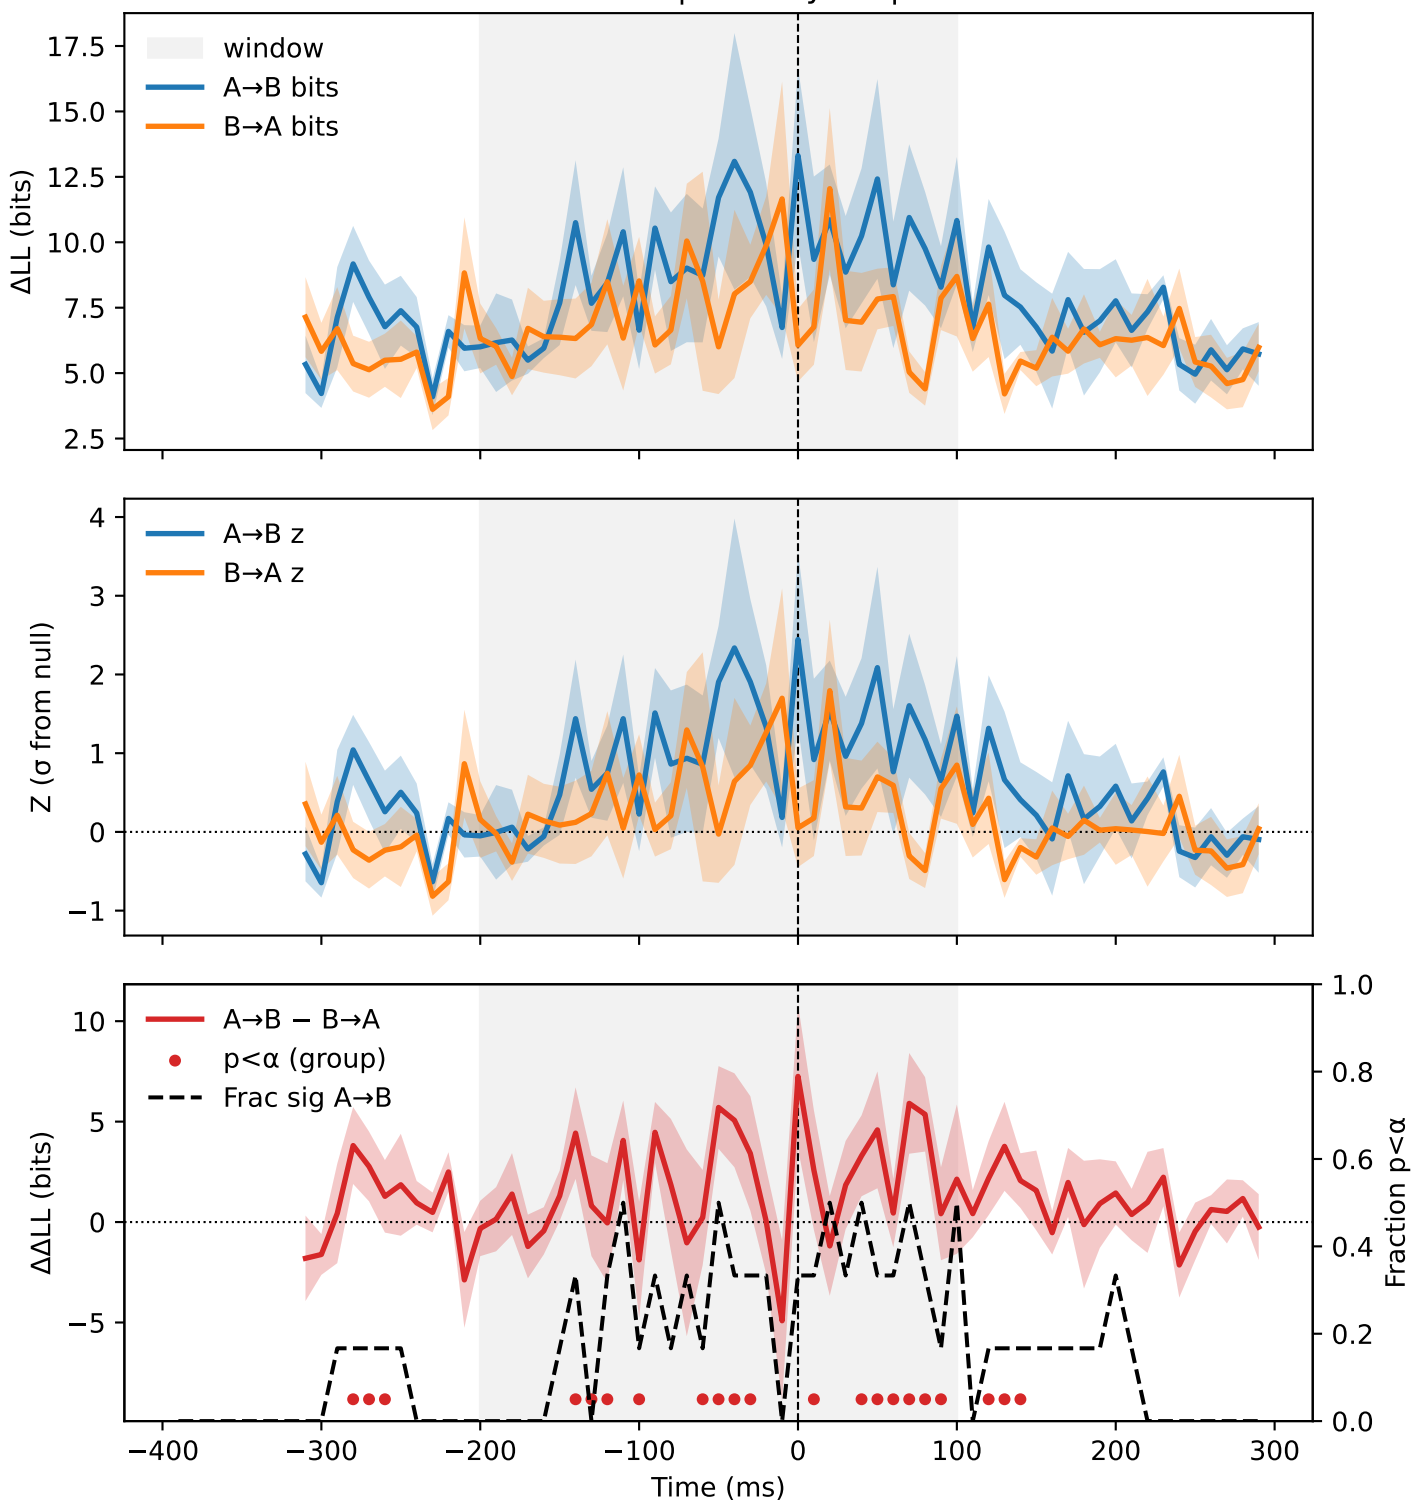 17.5
15.0
12.5
10.0
7.5
5.0
2.5
ΔLL (bits)
window
A→B bits
B→A bits
4
3
2
1
0
−1
Z (σ from null)
A→B z
B→A z
10
5
0
−5
ΔΔLL (bits)
A→B − B→A
p<α (group)
Frac sig A→B
1.0
0.8
0.6
0.4
0.2
0.0
Fraction p<α
−400 −300 −200 −100 0 100 200 300
Time (ms)